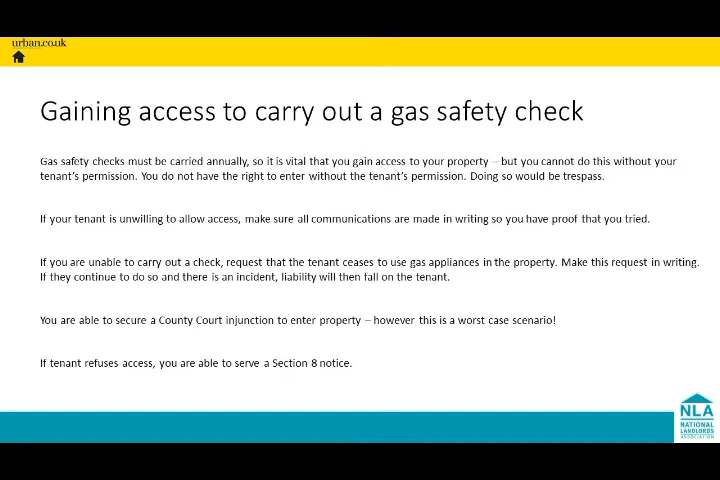 urban.co.uk
Gaining access to carry out a gas safety check
Gas safety checks must be carried annually, so it is vital that you gain access to your property – but you cannot do this without your
tenant's permission. You do not have the right to enter without the tenant's permission. Doing so would be trespass.
If your tenant is unwilling to allow access, make sure all communications are made in writing so you have proof that you tried.
If you are unable to carry out a check, request that the tenant ceases to use gas appliances in the property. Make this request in writing.
If they continue to do so and there is an incident, liability will then fall on the tenant.
You are able to secure a County Court injunction to enter property – however this is a worst case scenario!
If tenant refuses access, you are able to serve a Section 8 notice.
NLA
NATIONAL
LANDLORDS
ASSOCIATION